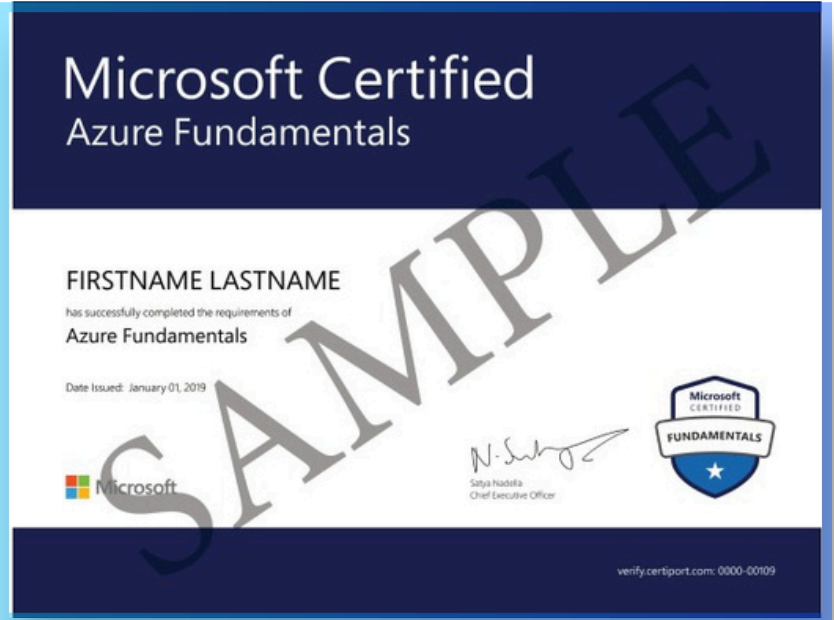 Microsoft Certified
Azure Fundamentals
FIRSTNAME LASTNAME
has successfully completed the requirements of
Azure Fundamentals
Date Issued: January 01, 2019
SAMPLE
Microsoft
N. Satya
Satya Nadella
Chief Executive Officer
Microsoft
CERTIFIED
FUNDAMENTALS
verify.certiport.com: 0000-00109